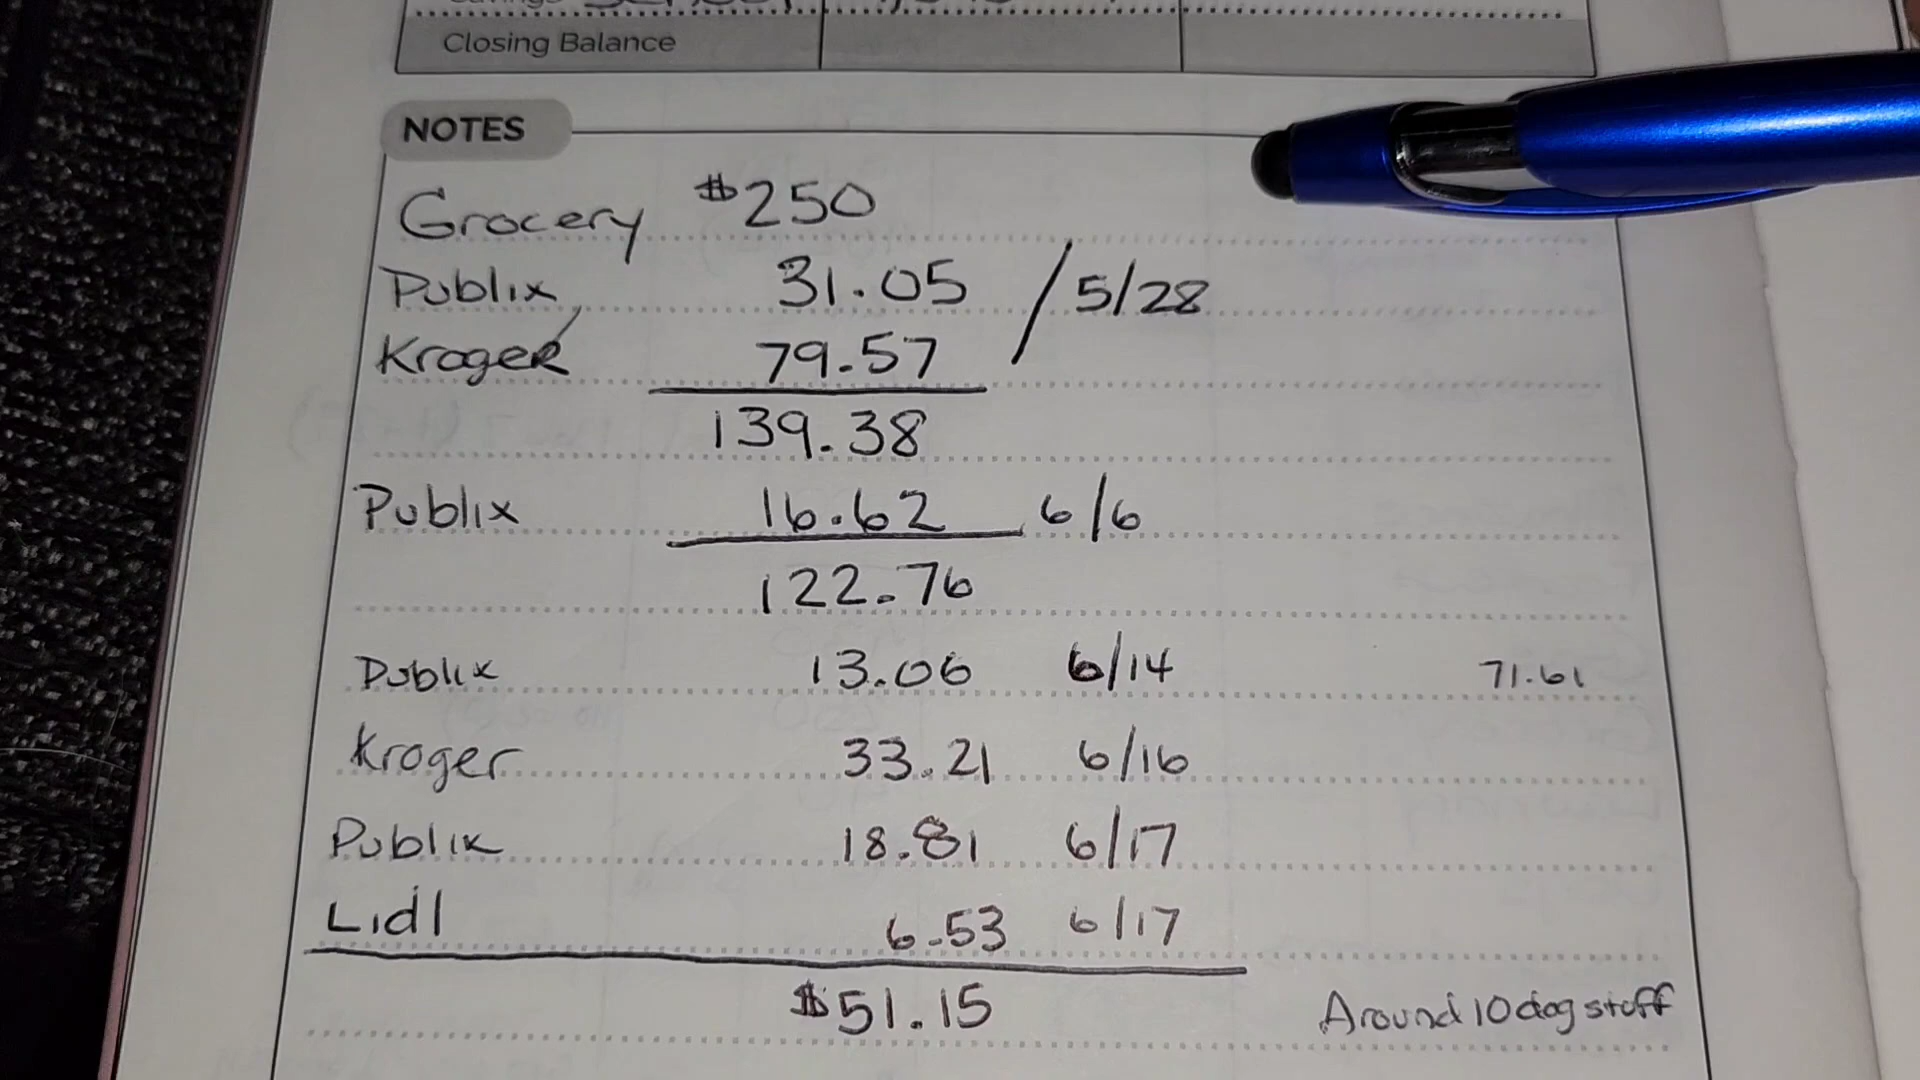 Closing Balance
NOTES
Grocery $250
Publix 31.05 / 5/28
Kroger 79.57
139.38
Publix 16.62 6/6
122.76
Publix 13.06 6/14 71.61
Kroger 33.21 6/16
Publix 18.81 6/17
Lidl 6.53 6/17
$51.15
Around 10 dog stuff